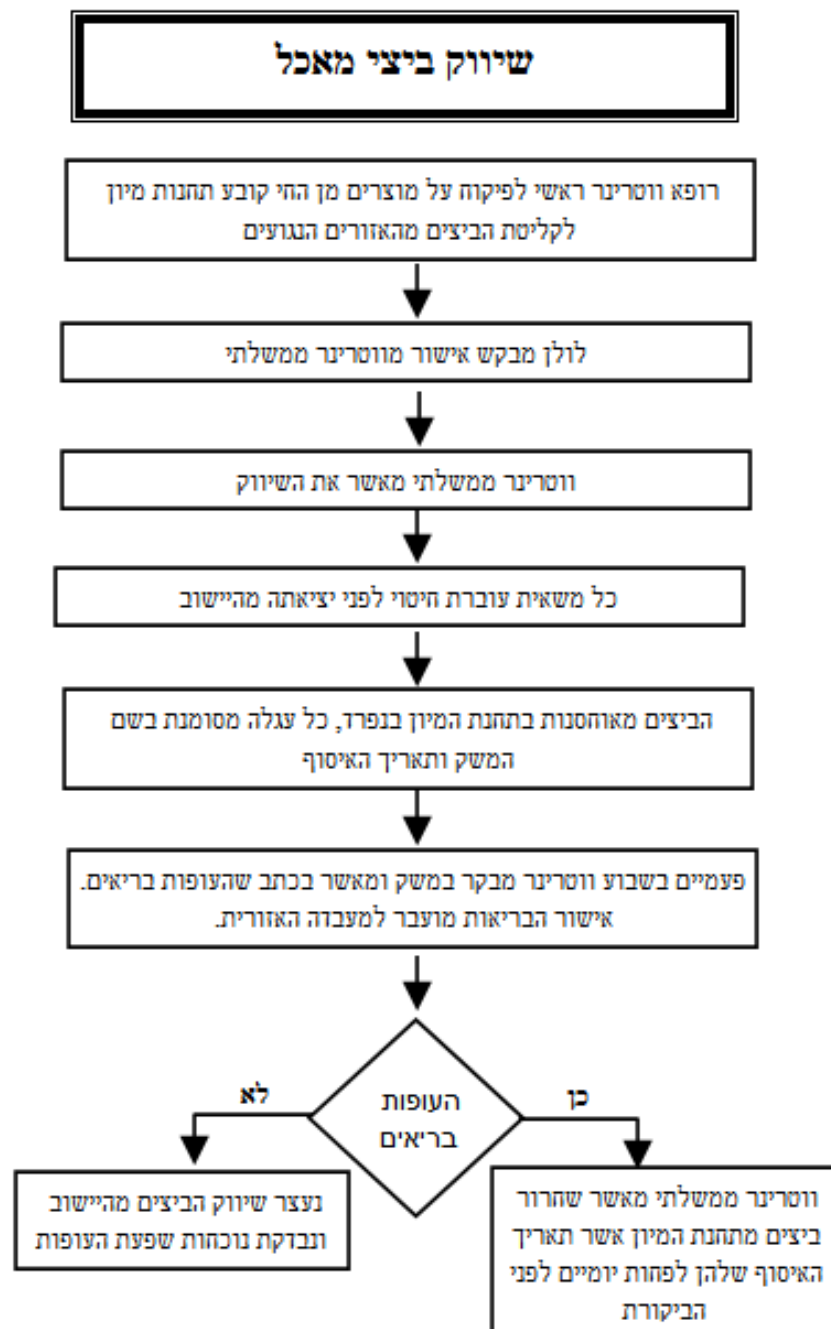 שיווק ביצי מאכל
רופא ווטרינר ראשי לפיקוח על מוצרים מן החי קובע תחנות מיון
לקליטת הביצים מהאזורים הנגועים
לולן מבקש אישור מווטרינר ממשלתי
ווטרינר ממשלתי מאשר את השיווק
כל משאית עוברת חיטוי לפני יציאתה מהיישוב
הביצים מאוחסנות בתחנת המיון בנפרד, כל עגלה מסומנת בשם
המשק ותאריך האיסוף
פעמיים בשבוע ווטרינר מבקר במשק ומאשר בכתב שהעופות בריאים.
אישור הבריאות מועבר למעבדה האזורית.
העופות
בריאים
כן
לא
ווטרינר ממשלתי מאשר שחרור
ביצים מתחנת המיון אשר תאריך
האיסוף שלהן לפחות יומיים לפני
הביקורת
נעצר שיווק הביצים מהיישוב
ונבדקת נוכחות שפעת העופות